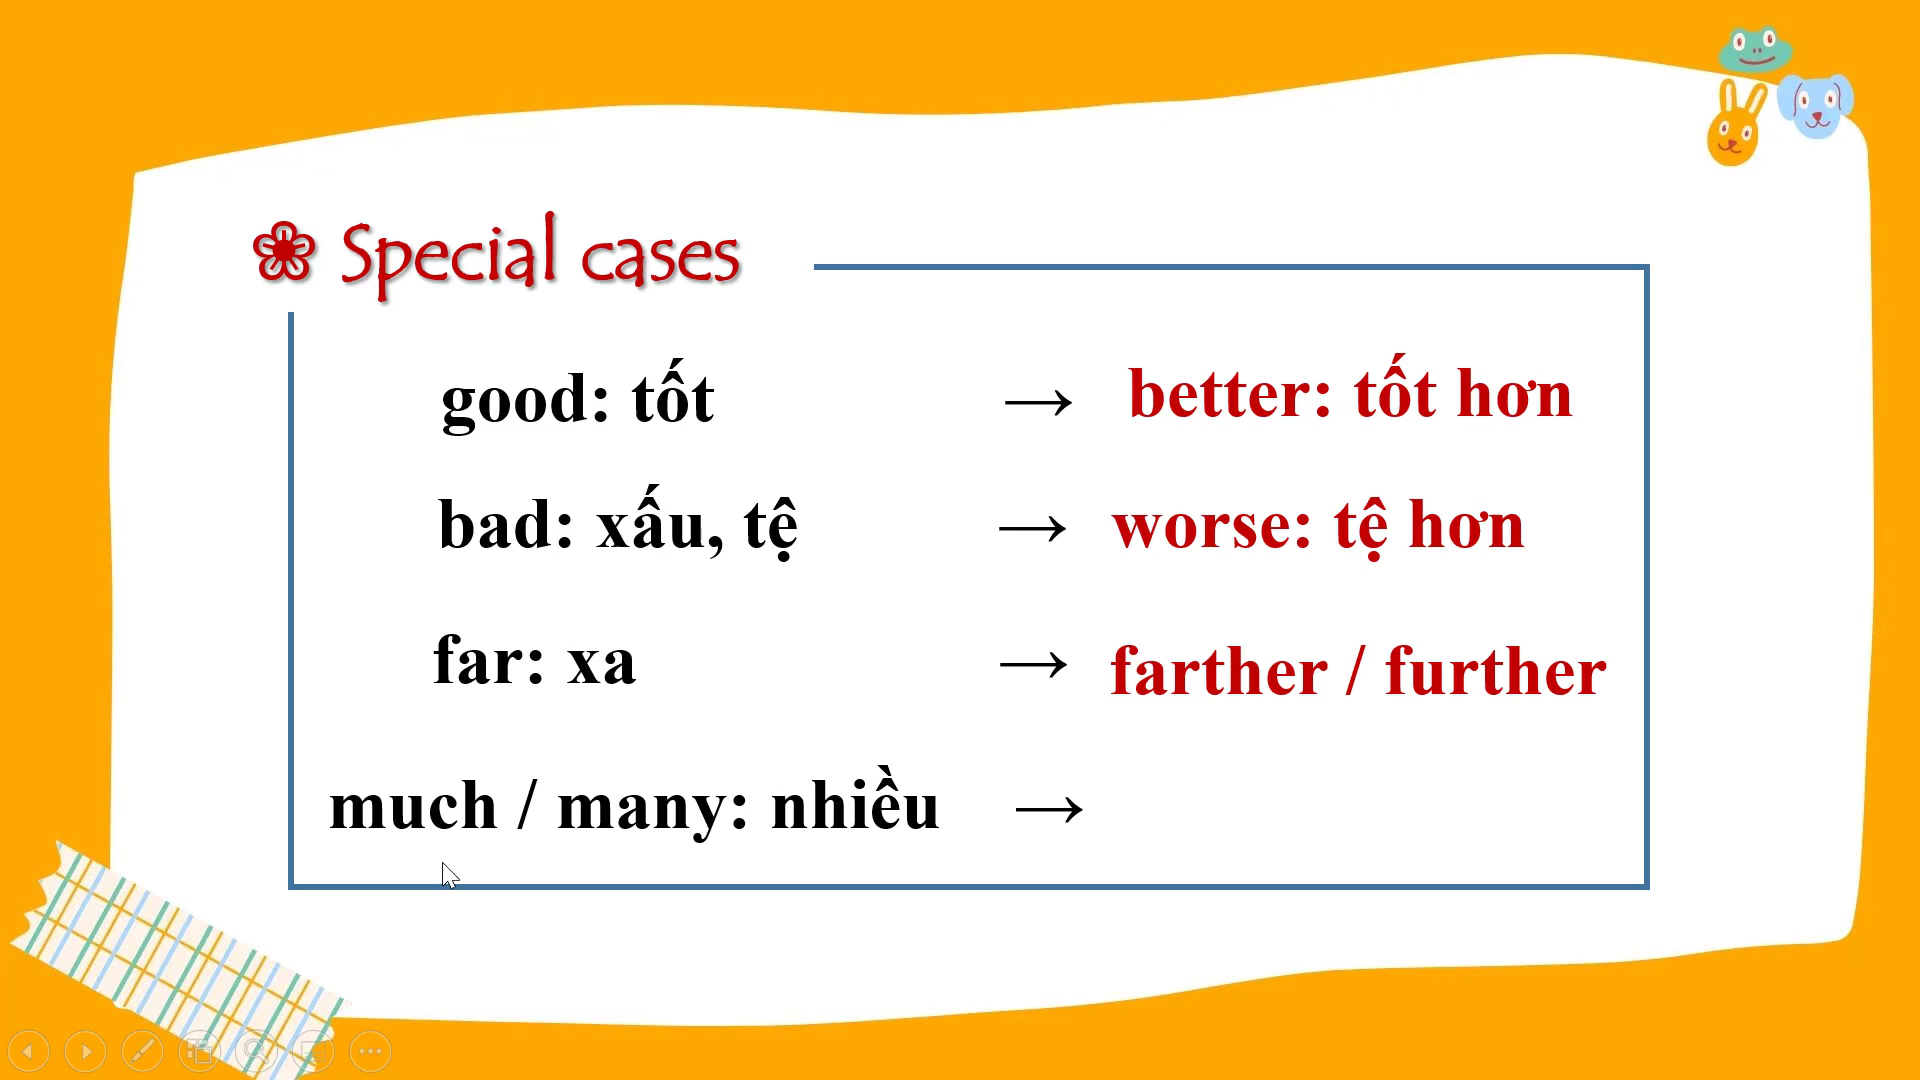 ❀ Special cases
good: tốt → better: tốt hơn
bad: xấu, tệ → worse: tệ hơn
far: xa → farther / further
much / many: nhiều →